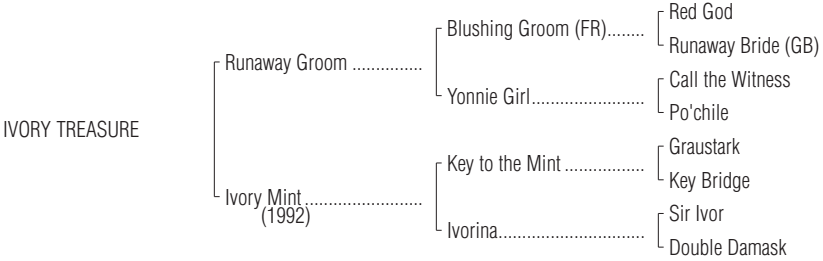 Red God
Blushing Groom (FR)........
Runaway Bride (GB)
Runaway Groom ...............
Call the Witness
Yonnie Girl........................
Po'chile
IVORY TREASURE
Graustark
Key to the Mint .................
Key Bridge
Ivory Mint.........................
(1992)
Sir Ivor
Ivorina...............................
Double Damask